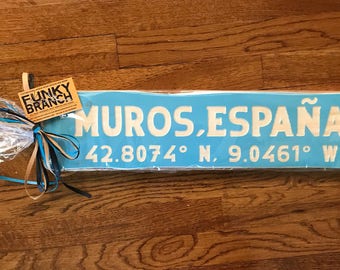 FUNKY
BRANCH
MUROS, ESPAÑA
42.8074° N, 9.0461° W